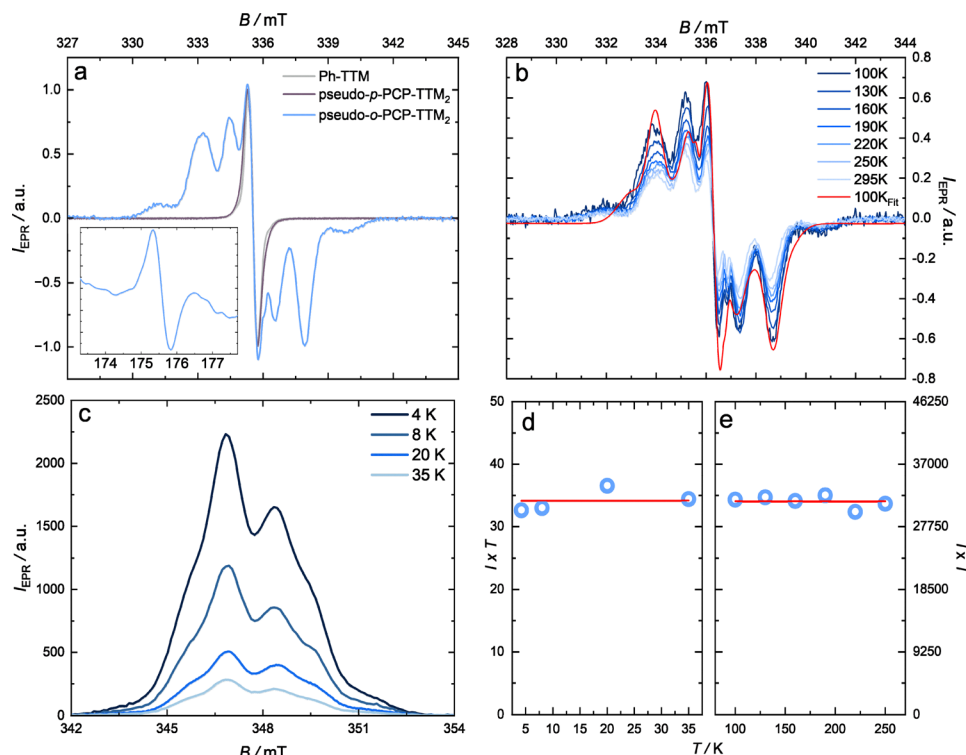 B / mT
327 330 333 336 339 342 345
a
Ph-TTM
pseudo-p-PCP-TTM₂
pseudo-o-PCP-TTM₂
1.0
0.5
0.0
−0.5
−1.0
I_EPR / a.u.
174 175 176 177
B / mT
328 330 332 334 336 338 340 342 344
b
100K
130K
160K
190K
220K
250K
295K
100K_Fit
0.8
0.6
0.4
0.2
0.0
-0.2
-0.4
-0.6
-0.8
I_EPR / a.u.
c
4 K
8 K
20 K
35 K
2500
2000
1500
1000
500
0
I_EPR / a.u.
342 345 348 351 354
B / mT
d
50
40
30
20
10
0
I x T
5 10 15 20 25 30 35
e
46250
37000
27750
18500
9250
0
I x T
100 150 200 250
T / K